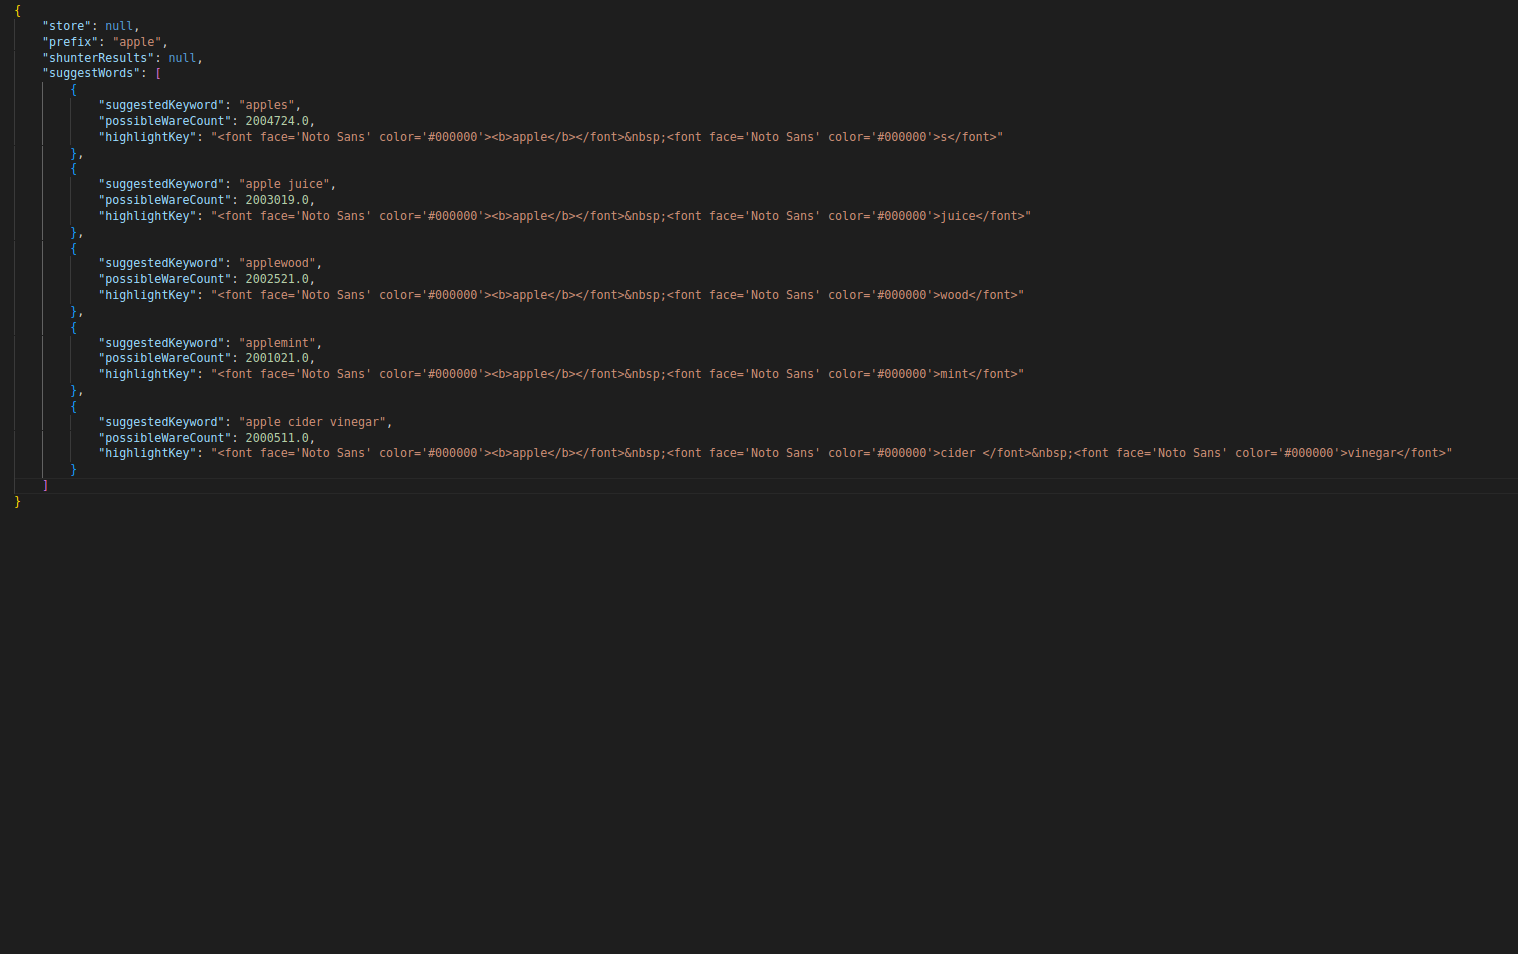 {
    "store": null,
    "prefix": "apple",
    "shunterResults": null,
    "suggestWords": [
        {
            "suggestedKeyword": "apples",
            "possibleWareCount": 2004724.0,
            "highlightKey": "<font face='Noto Sans' color='#000000'><b>apple</b></font>&nbsp;<font face='Noto Sans' color='#000000'>s</font>"
        },
        {
            "suggestedKeyword": "apple juice",
            "possibleWareCount": 2003019.0,
            "highlightKey": "<font face='Noto Sans' color='#000000'><b>apple</b></font>&nbsp;<font face='Noto Sans' color='#000000'>juice</font>"
        },
        {
            "suggestedKeyword": "applewood",
            "possibleWareCount": 2002521.0,
            "highlightKey": "<font face='Noto Sans' color='#000000'><b>apple</b></font>&nbsp;<font face='Noto Sans' color='#000000'>wood</font>"
        },
        {
            "suggestedKeyword": "applemint",
            "possibleWareCount": 2001021.0,
            "highlightKey": "<font face='Noto Sans' color='#000000'><b>apple</b></font>&nbsp;<font face='Noto Sans' color='#000000'>mint</font>"
        },
        {
            "suggestedKeyword": "apple cider vinegar",
            "possibleWareCount": 2000511.0,
            "highlightKey": "<font face='Noto Sans' color='#000000'><b>apple</b></font>&nbsp;<font face='Noto Sans' color='#000000'>cider </font>&nbsp;<font face='Noto Sans' color='#000000'>vinegar</font>"
        }
    ]
}